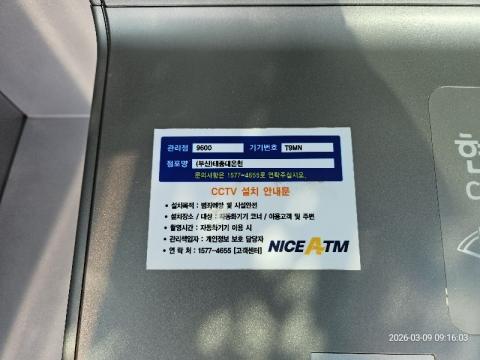 관리점 9600 기기번호 T9MN
점포명 (부산)태종대온천
문의사항은 1577-4655로 연락주십시요.
CCTV 설치 안내문
• 설치목적 : 범죄예방 및 시설안전
• 설치장소 / 대상 : 자동화기기 코너 / 이용고객 및 주변
• 촬영시간 : 자동화기기 이용 시
• 관리책임자 : 개인정보 보호 담당자
• 연 락 처 : 1577-4655 [고객센터]
NICE ATM
2026-03-09 09:16:03